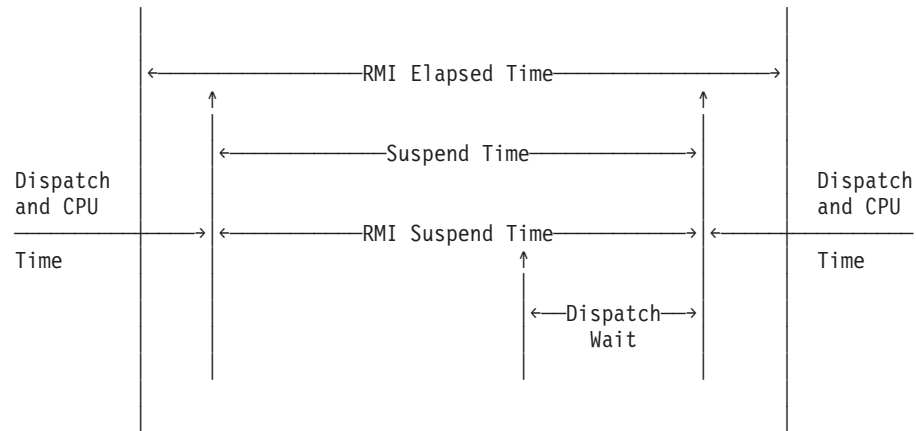 RMI Elapsed Time
Suspend Time
Dispatch
and CPU
Time
RMI Suspend Time
Dispatch
and CPU
Time
Dispatch
Wait